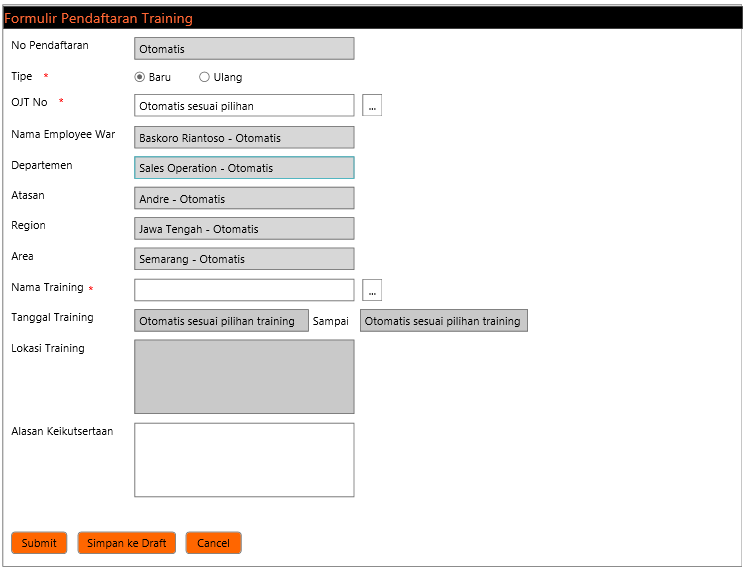 Formulir Pendaftaran Training
No Pendaftaran Otomatis
Tipe * Baru Ulang
OJT No * Otomatis sesuai pilihan ...
Nama Employee War Baskoro Riantoso - Otomatis
Departemen Sales Operation - Otomatis
Atasan Andre - Otomatis
Region Jawa Tengah - Otomatis
Area Semarang - Otomatis
Nama Training * ...
Tanggal Training Otomatis sesuai pilihan training Sampai Otomatis sesuai pilihan training
Lokasi Training
Alasan Keikutsertaan
Submit Simpan ke Draft Cancel